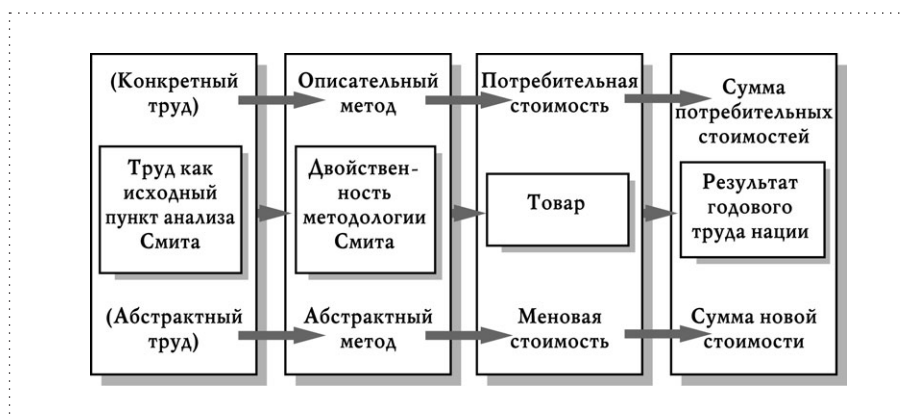 (Конкретный
труд)
Описательный
метод
Потребительная
стоимость
Сумма
потребительных
стоимостей
Труд как
исходный
пункт анализа
Смита
Двойствен-
ность
методологии
Смита
Товар
Результат
годового
труда нации
(Абстрактный
труд)
Абстрактный
метод
Меновая
стоимость
Сумма новой
стоимости